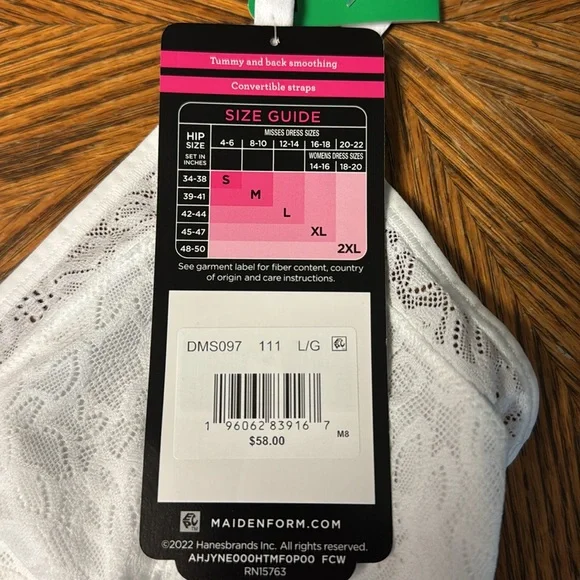 Tummy and back smoothing
Convertible straps
SIZE GUIDE
HIP SIZE SET IN INCHES
MISSES DRESS SIZES
4-6 8-10 12-14 16-18 20-22
WOMENS DRESS SIZES
14-16 18-20
34-38 S
39-41 M
42-44 L
45-47 XL
48-50 2XL
See garment label for fiber content, country
of origin and care instructions.
DMS097 111 L/G
1 96062 83916 7
M8
$58.00
MAIDENFORM.COM
©2022 Hanesbrands Inc. All rights reserved.
AHJYNE000HTMF0P00 FCW
RN15763